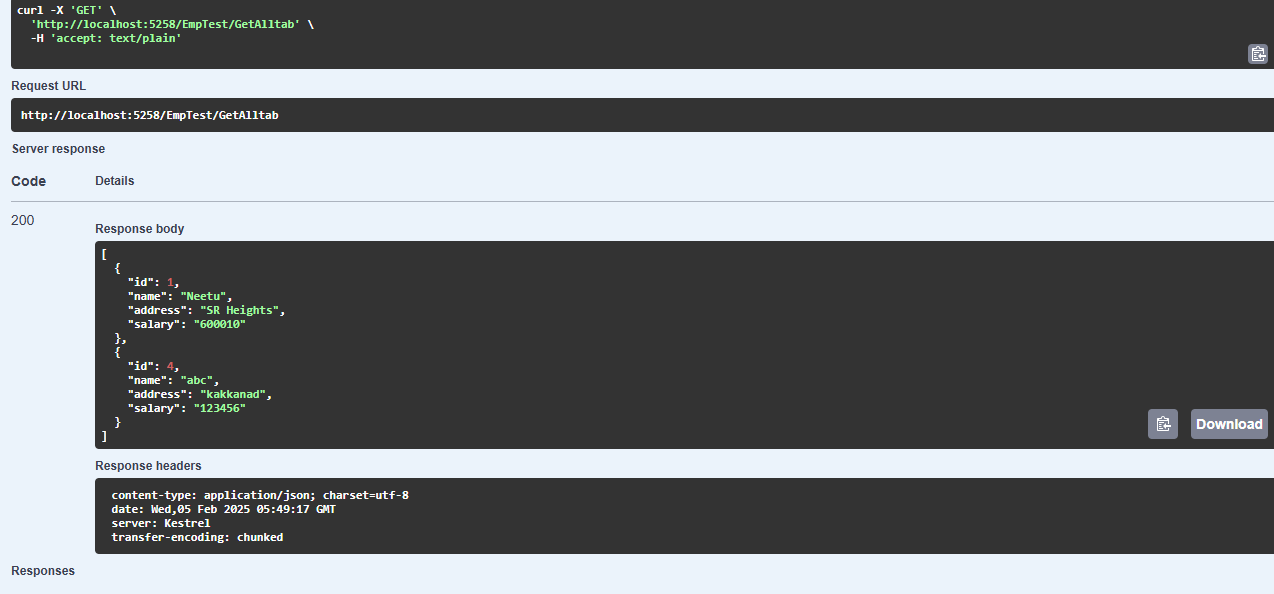 curl -X 'GET' \
  'http://localhost:5258/EmpTest/GetAlltab' \
  -H 'accept: text/plain'
Request URL
http://localhost:5258/EmpTest/GetAlltab
Server response
Code Details
200
Response body
[
  {
    "id": 1,
    "name": "Neetu",
    "address": "SR Heights",
    "salary": "600010"
  },
  {
    "id": 4,
    "name": "abc",
    "address": "kakkanad",
    "salary": "123456"
  }
]
Download
Response headers
content-type: application/json; charset=utf-8
date: Wed,05 Feb 2025 05:49:17 GMT
server: Kestrel
transfer-encoding: chunked
Responses